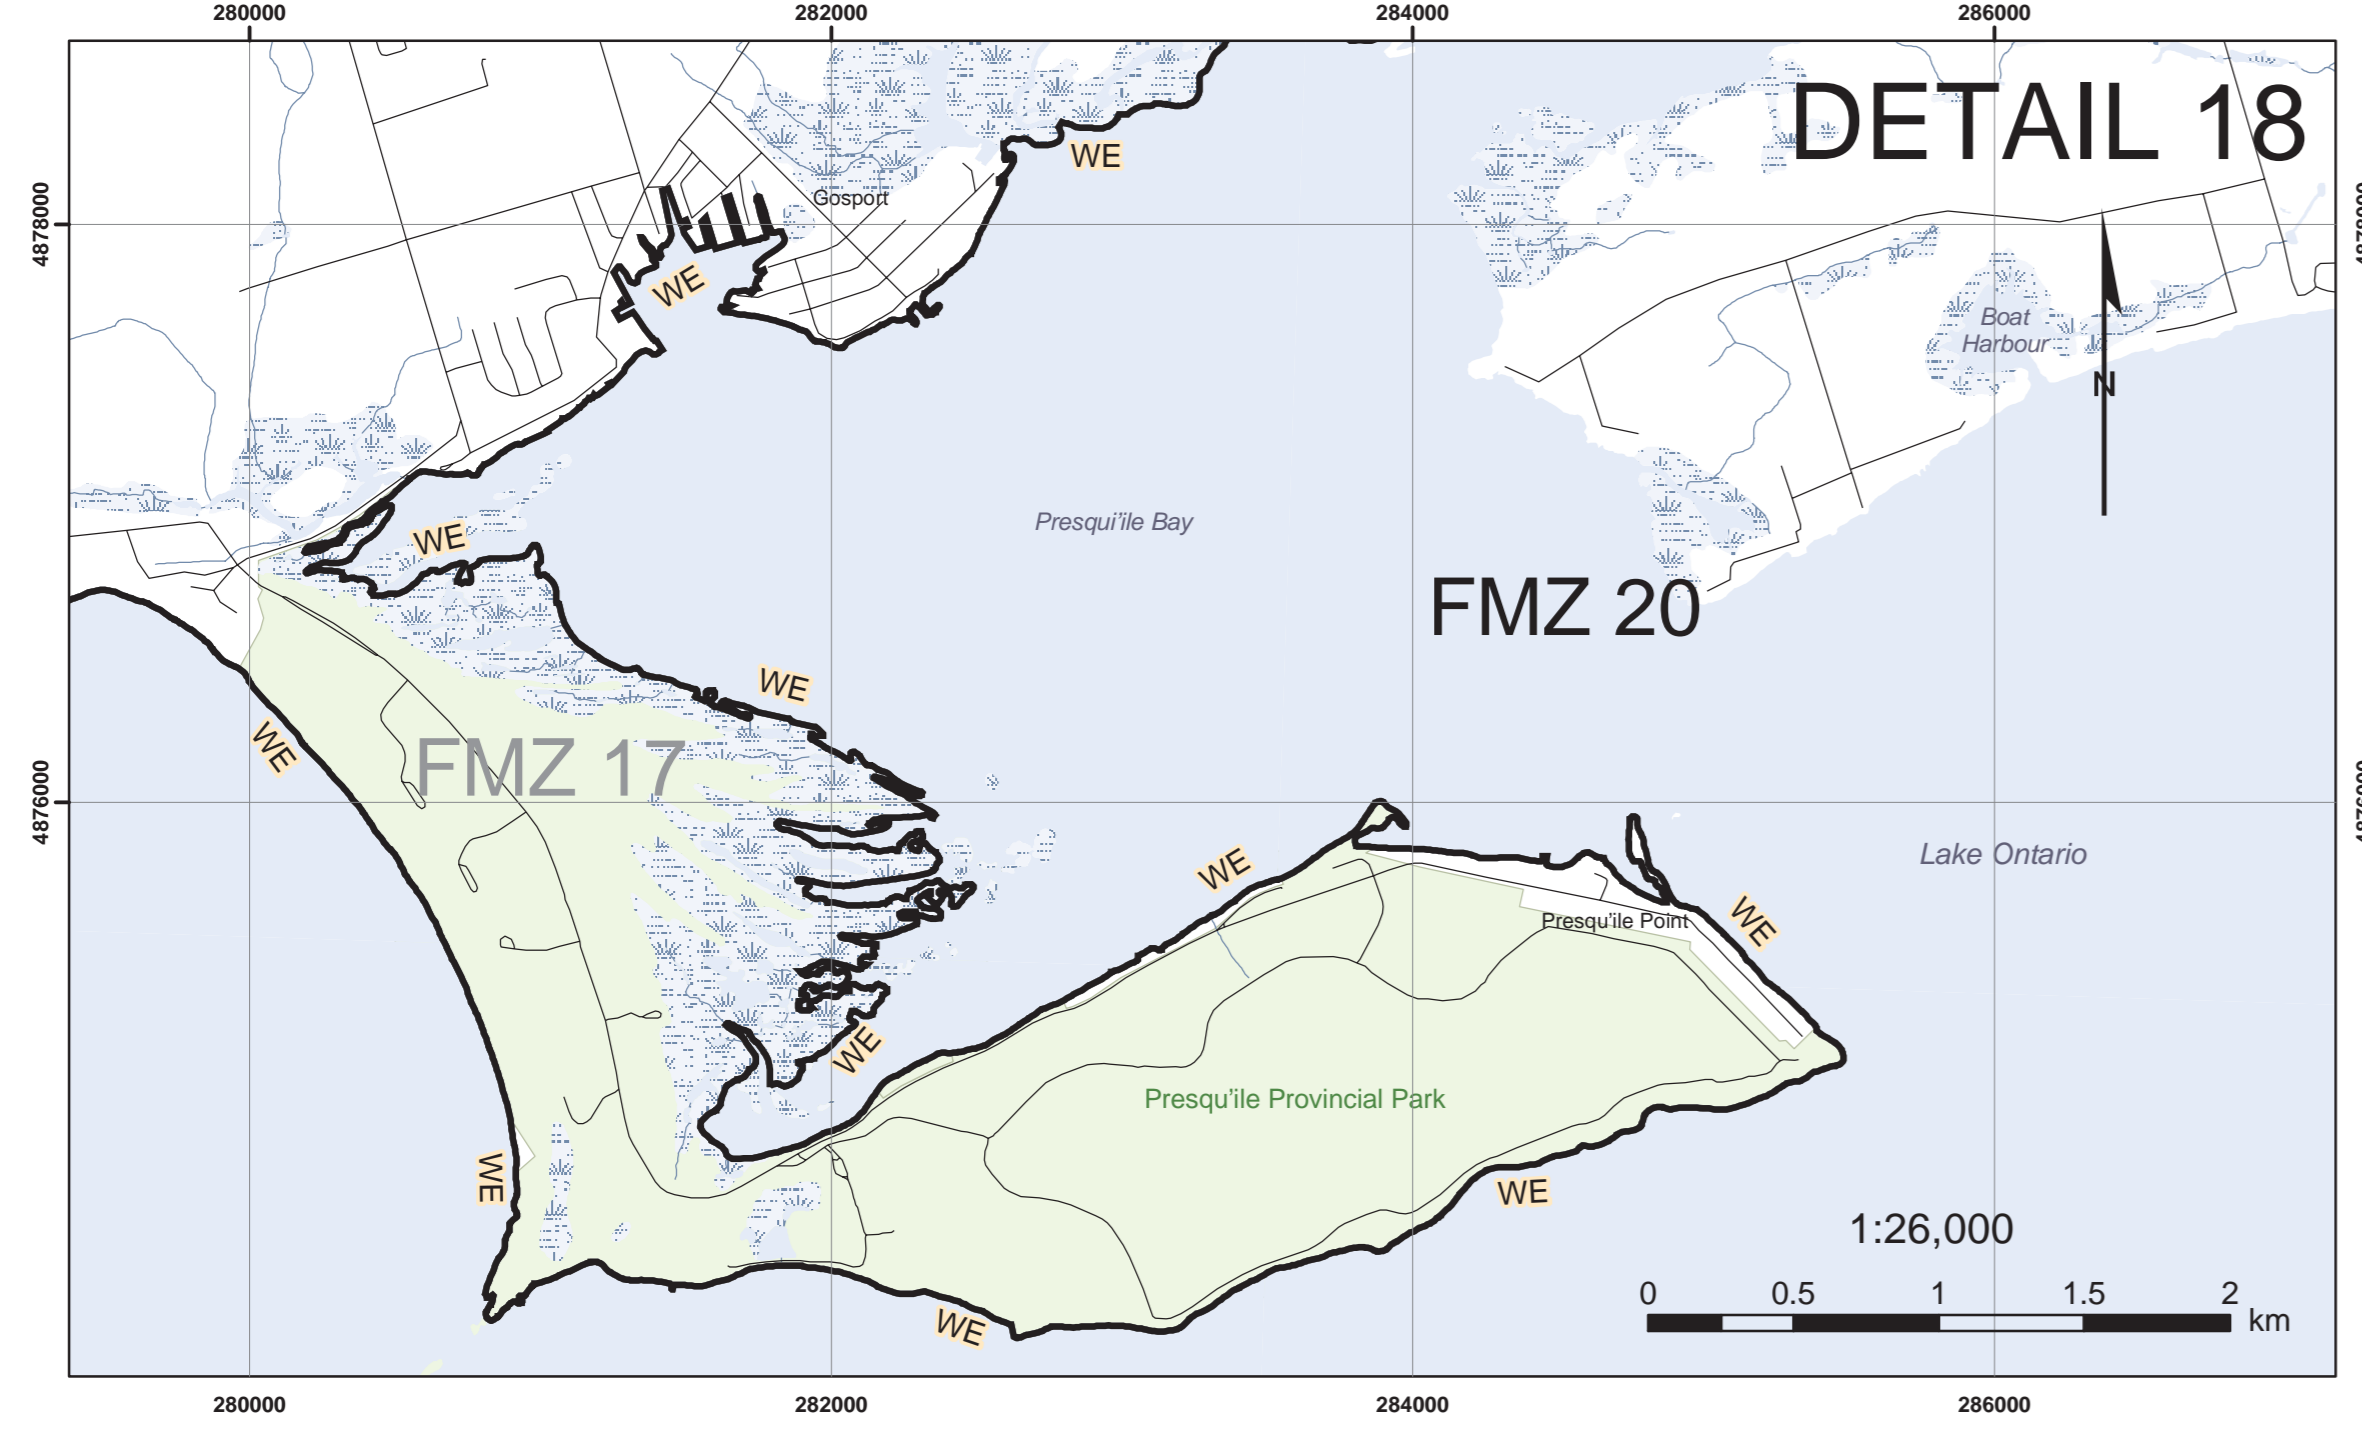 280000
282000
284000
286000
DETAIL 18
WE
4878000
Gosport
WE
Boat
Harbour
N
Presqui'ile Bay
WE
FMZ 20
WE
WE
FMZ 17
4876000
Lake Ontario
WE
Presqu'ile Point
WE
WE
Presqu'ile Provincial Park
WE
WE
1:26,000
0 0.5 1 1.5 2
km
WE
280000
282000
284000
286000